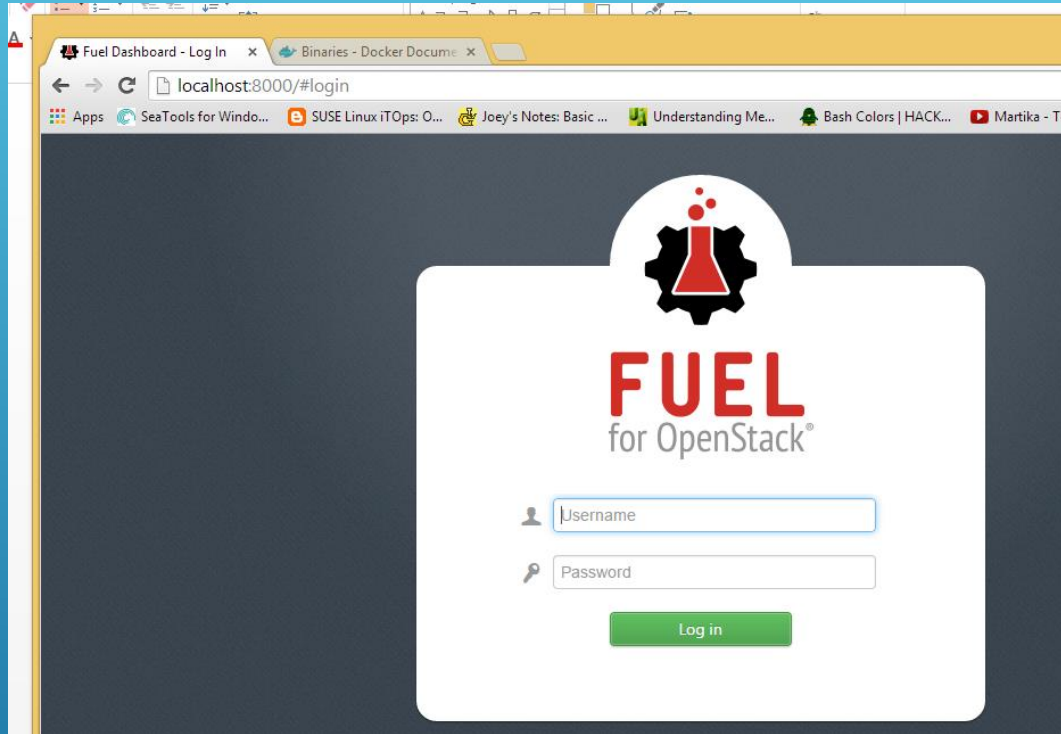 Fuel Dashboard - Log In
Binaries - Docker Docume
localhost:8000/#login
Apps SeaTools for Windo... SUSE Linux iTOps: O... Joey's Notes: Basic ... Understanding Me... Bash Colors | HACK... Martika - T
FUEL
for OpenStack®
Username
Password
Log in